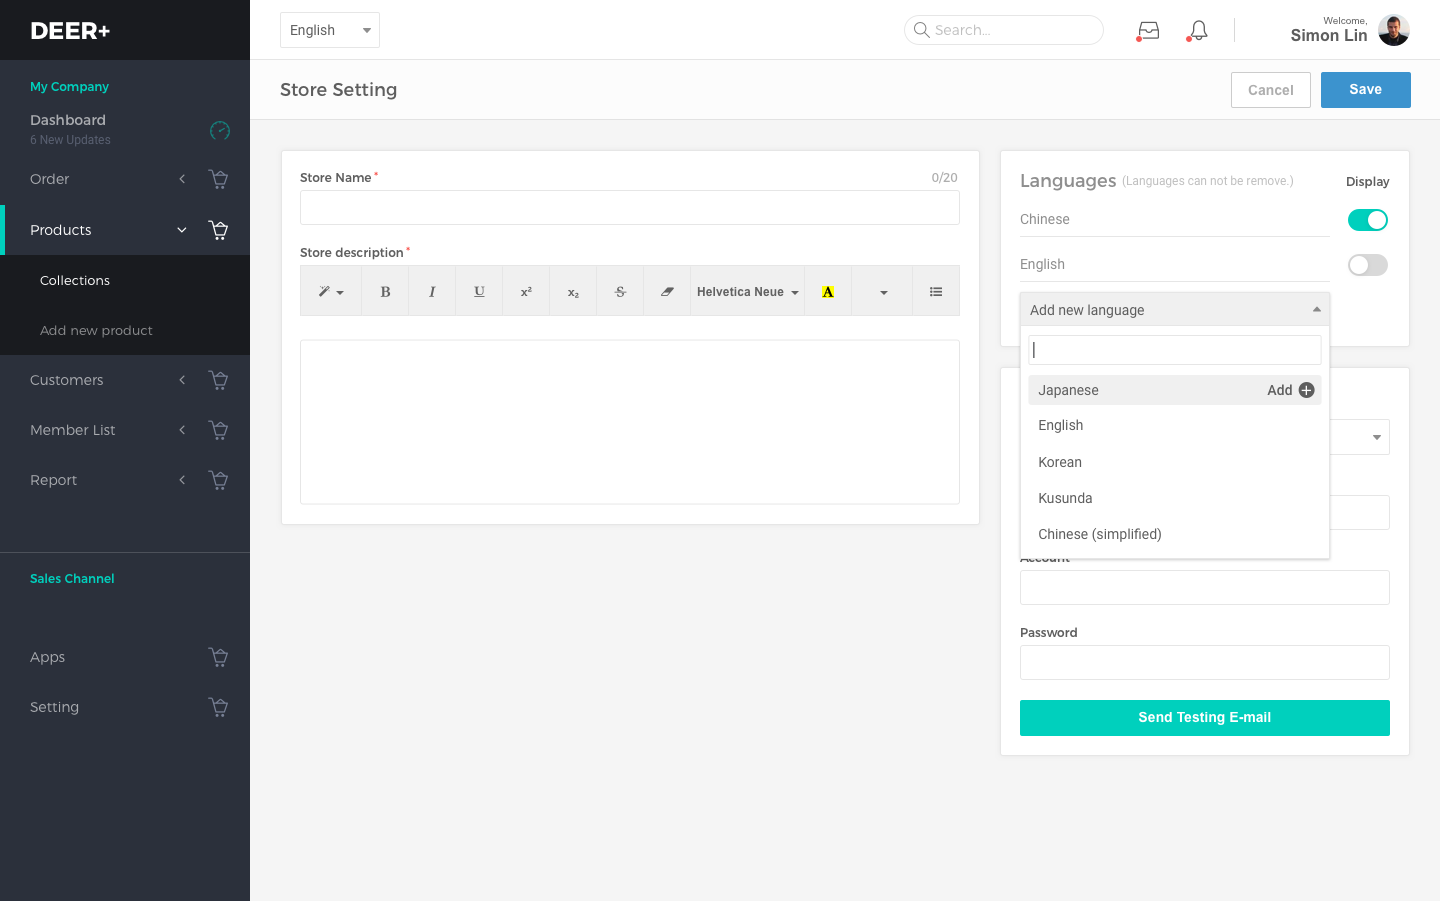 DEER+
English
Search...
Welcome,
Simon Lin
My Company
Dashboard
6 New Updates
Order
Products
Collections
Add new product
Customers
Member List
Report
Sales Channel
Apps
Setting
Store Setting
Cancel
Save
Store Name*
0/20
Store description*
B
I
U
x²
x₂
S
Helvetica Neue
A
Languages (Languages can not be remove.)
Display
Chinese
English
Add new language
Japanese
Add
English
Korean
Kusunda
Chinese (simplified)
Account
Password
Send Testing E-mail